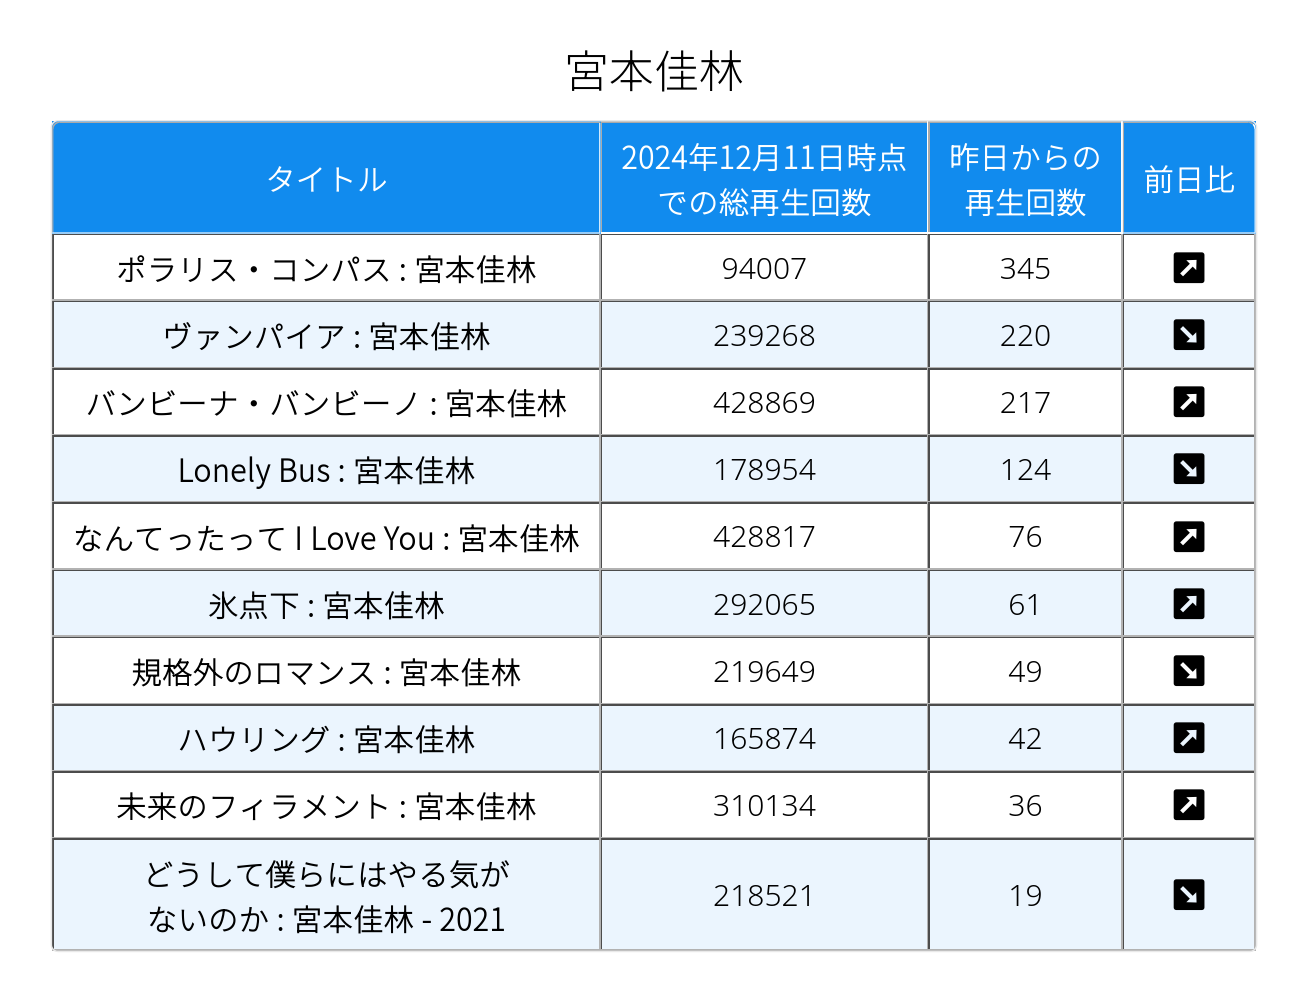 宮本佳林
タイトル
2024年12月11日時点
での総再生回数
昨日からの
再生回数
前日比
ポラリス・コンパス : 宮本佳林
94007
345
ヴァンパイア : 宮本佳林
239268
220
バンビーナ・バンビーノ : 宮本佳林
428869
217
Lonely Bus : 宮本佳林
178954
124
なんてったって I Love You : 宮本佳林
428817
76
氷点下 : 宮本佳林
292065
61
規格外のロマンス : 宮本佳林
219649
49
ハウリング : 宮本佳林
165874
42
未来のフィラメント : 宮本佳林
310134
36
どうして僕らにはやる気が
ないのか : 宮本佳林 - 2021
218521
19